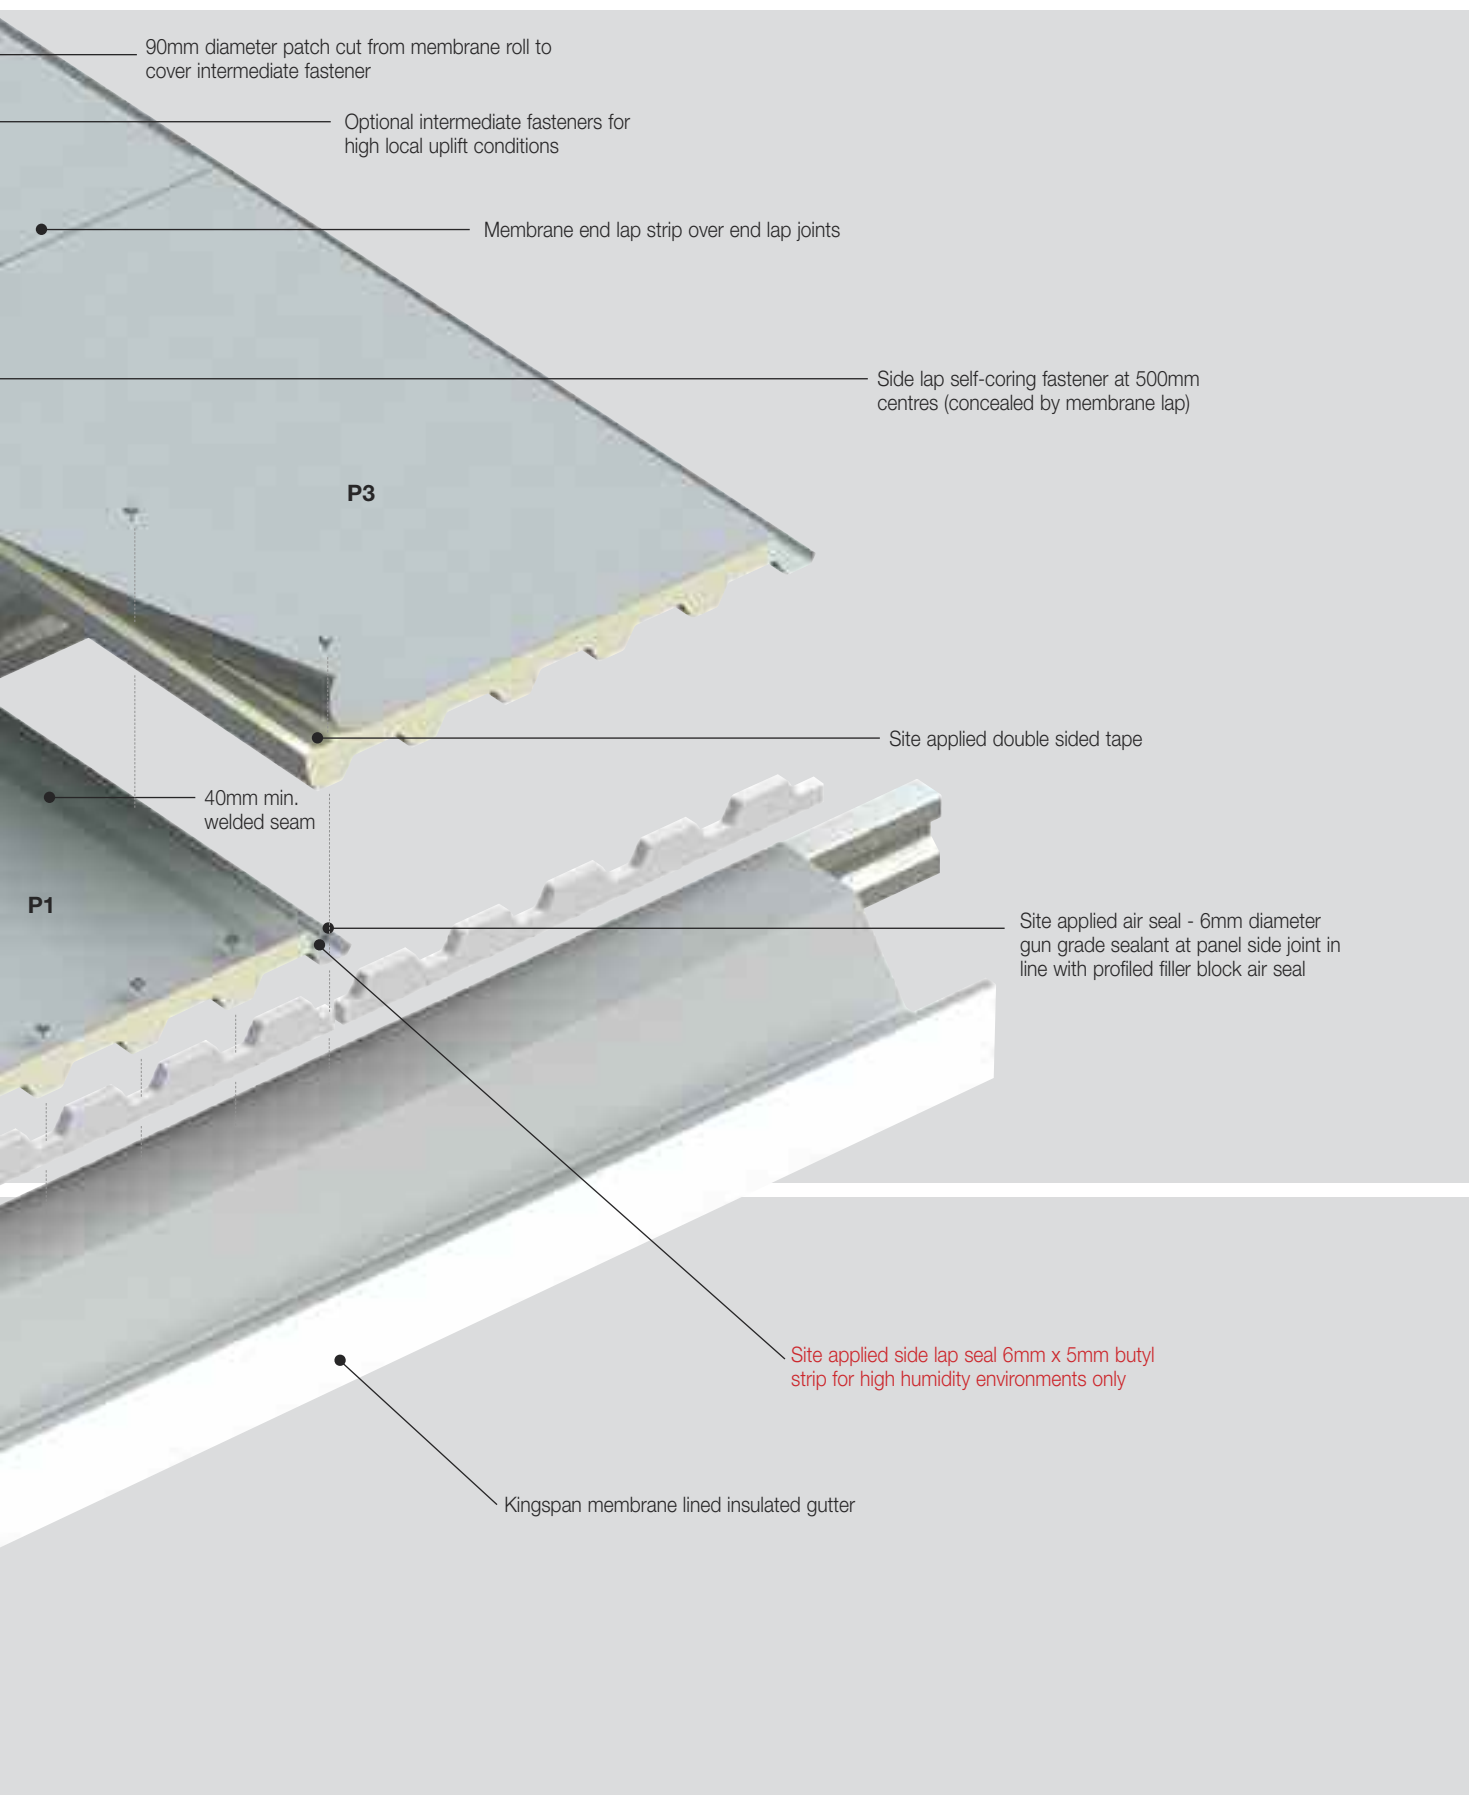 90mm diameter patch cut from membrane roll to
cover intermediate fastener
Optional intermediate fasteners for
high local uplift conditions
Membrane end lap strip over end lap joints
Side lap self-coring fastener at 500mm
centres (concealed by membrane lap)
P3
Site applied double sided tape
40mm min.
welded seam
P1
Site applied air seal - 6mm diameter
gun grade sealant at panel side joint in
line with profiled filler block air seal
Site applied side lap seal 6mm x 5mm butyl
strip for high humidity environments only
Kingspan membrane lined insulated gutter